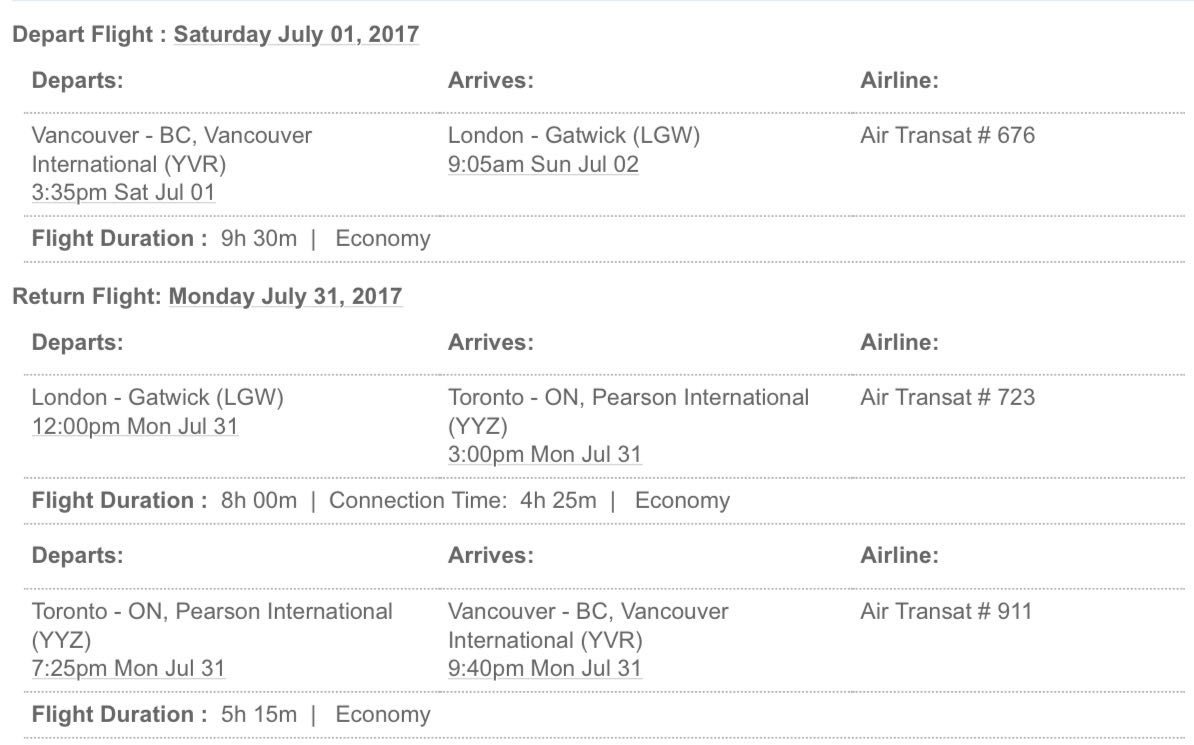 Depart Flight : Saturday July 01, 2017
Departs: Arrives: Airline:
Vancouver - BC, Vancouver London - Gatwick (LGW) Air Transat # 676
International (YVR) 9:05am Sun Jul 02
3:35pm Sat Jul 01
Flight Duration : 9h 30m | Economy
Return Flight: Monday July 31, 2017
Departs: Arrives: Airline:
London - Gatwick (LGW) Toronto - ON, Pearson International Air Transat # 723
12:00pm Mon Jul 31 (YYZ)
3:00pm Mon Jul 31
Flight Duration : 8h 00m | Connection Time: 4h 25m | Economy
Departs: Arrives: Airline:
Toronto - ON, Pearson International Vancouver - BC, Vancouver Air Transat # 911
(YYZ) International (YVR)
7:25pm Mon Jul 31 9:40pm Mon Jul 31
Flight Duration : 5h 15m | Economy